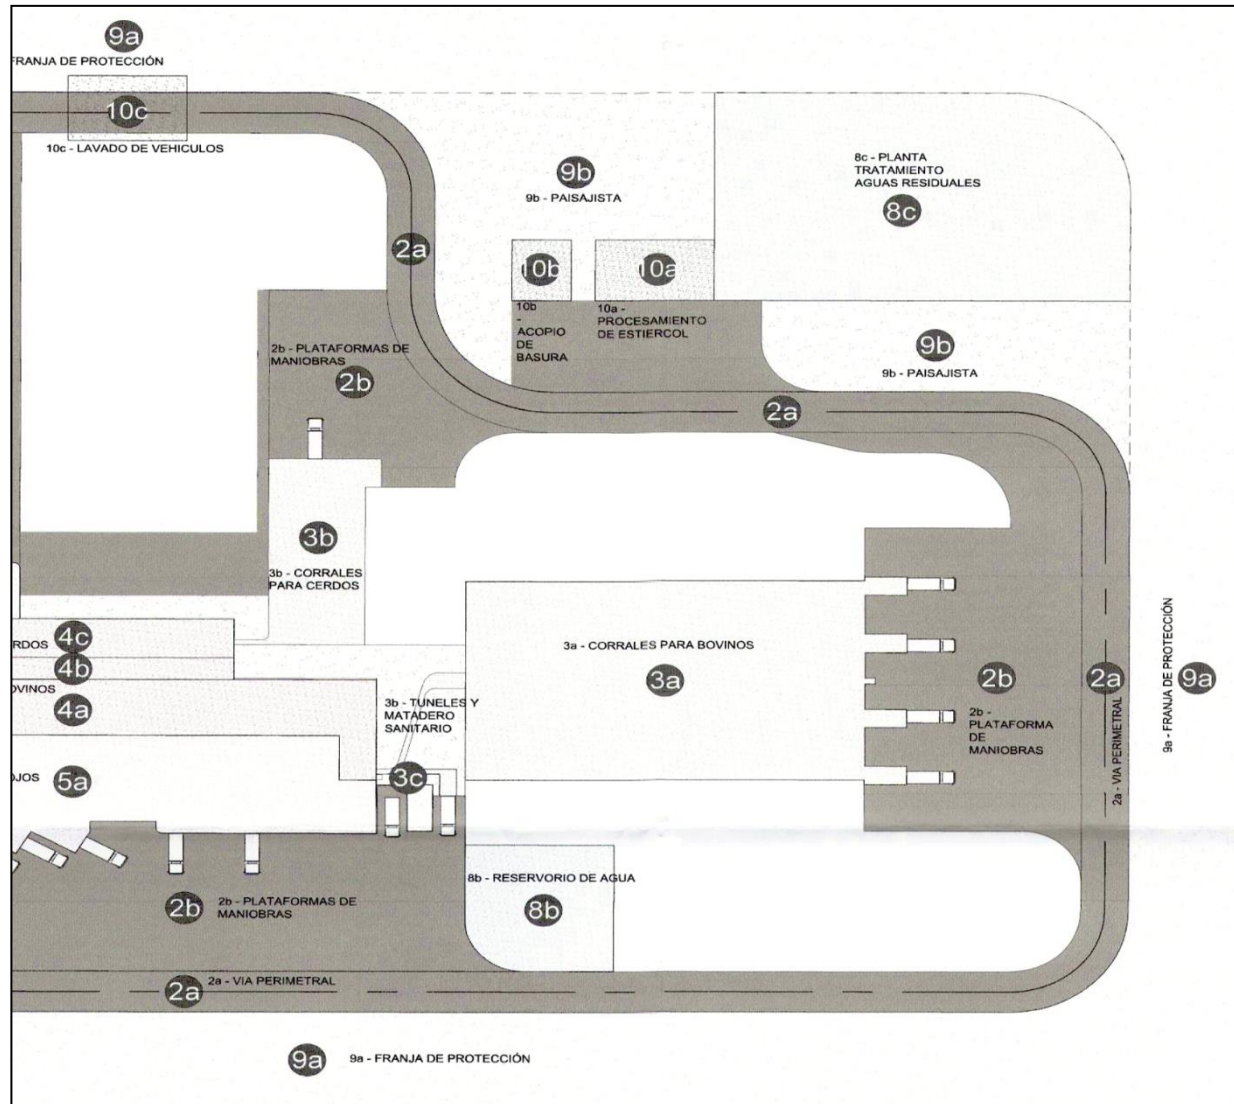 9a
FRANJA DE PROTECCIÓN
10c
10c - LAVADO DE VEHICULOS
9b
9b - PAISAJISTA
8c - PLANTA
TRATAMIENTO
AGUAS RESIDUALES
8c
2a
10b
10a
10b
-
ACOPIO
DE
BASURA
10a -
PROCESAMIENTO
DE ESTIERCOL
2b - PLATAFORMAS DE
MANIOBRAS
2b
9b
9b - PAISAJISTA
2a
3b
3b - CORRALES
PARA CERDOS
4c
ERDOS
4b
OVINOS
4a
3b - TUNELES Y
MATADERO
SANITARIO
3c
3a - CORRALES PARA BOVINOS
3a
2b
2b -
PLATAFORMA
DE
MANIOBRAS
2a
2a - VIA PERIMETRAL
9a - FRANJA DE PROTECCIÓN
9a
OJOS
5a
2b
2b - PLATAFORMAS DE
MANIOBRAS
8b - RESERVORIO DE AGUA
8b
2a
2a - VIA PERIMETRAL
9a
9a - FRANJA DE PROTECCIÓN